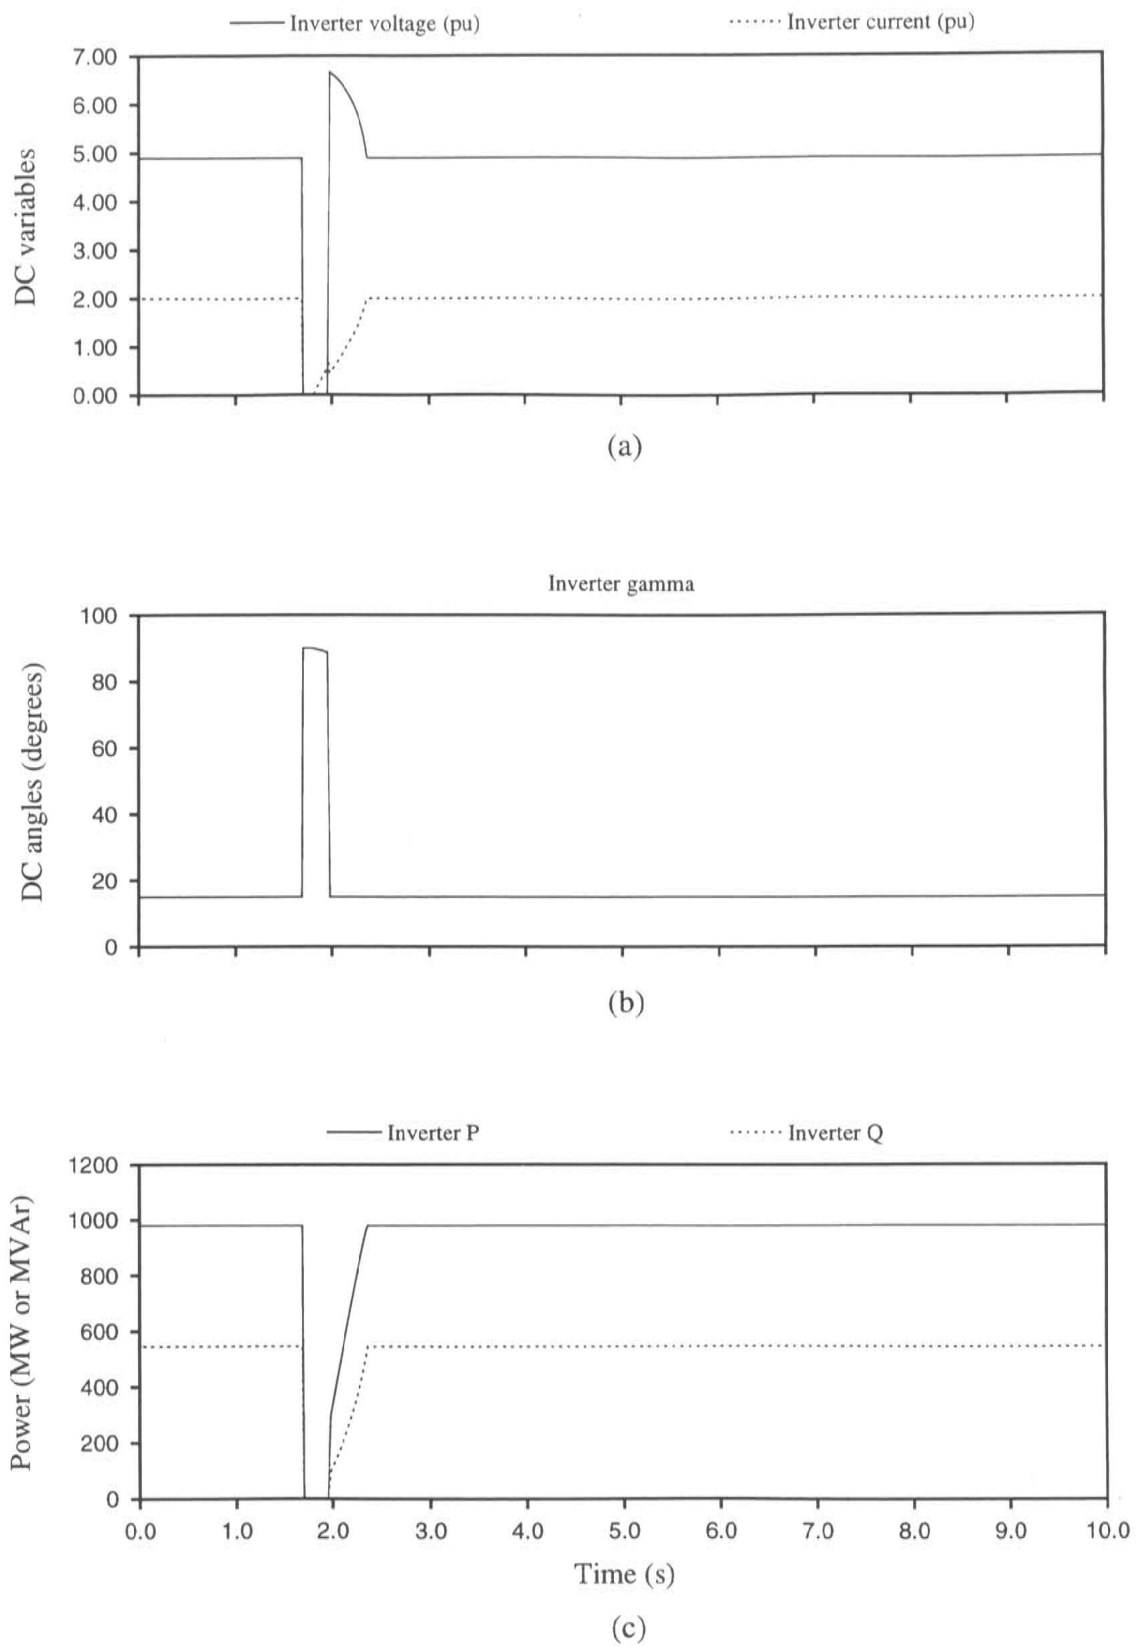 Inverter voltage (pu) Inverter current (pu)
7.00
6.00
5.00
4.00
3.00
2.00
1.00
0.00
DC variables
(a)
Inverter gamma
100
80
60
40
20
0
DC angles (degrees)
(b)
Inverter P Inverter Q
1200
1000
800
600
400
200
0
Power (MW or MVAr)
0.0 1.0 2.0 3.0 4.0 5.0 6.0 7.0 8.0 9.0 10.0
Time (s)
(c)